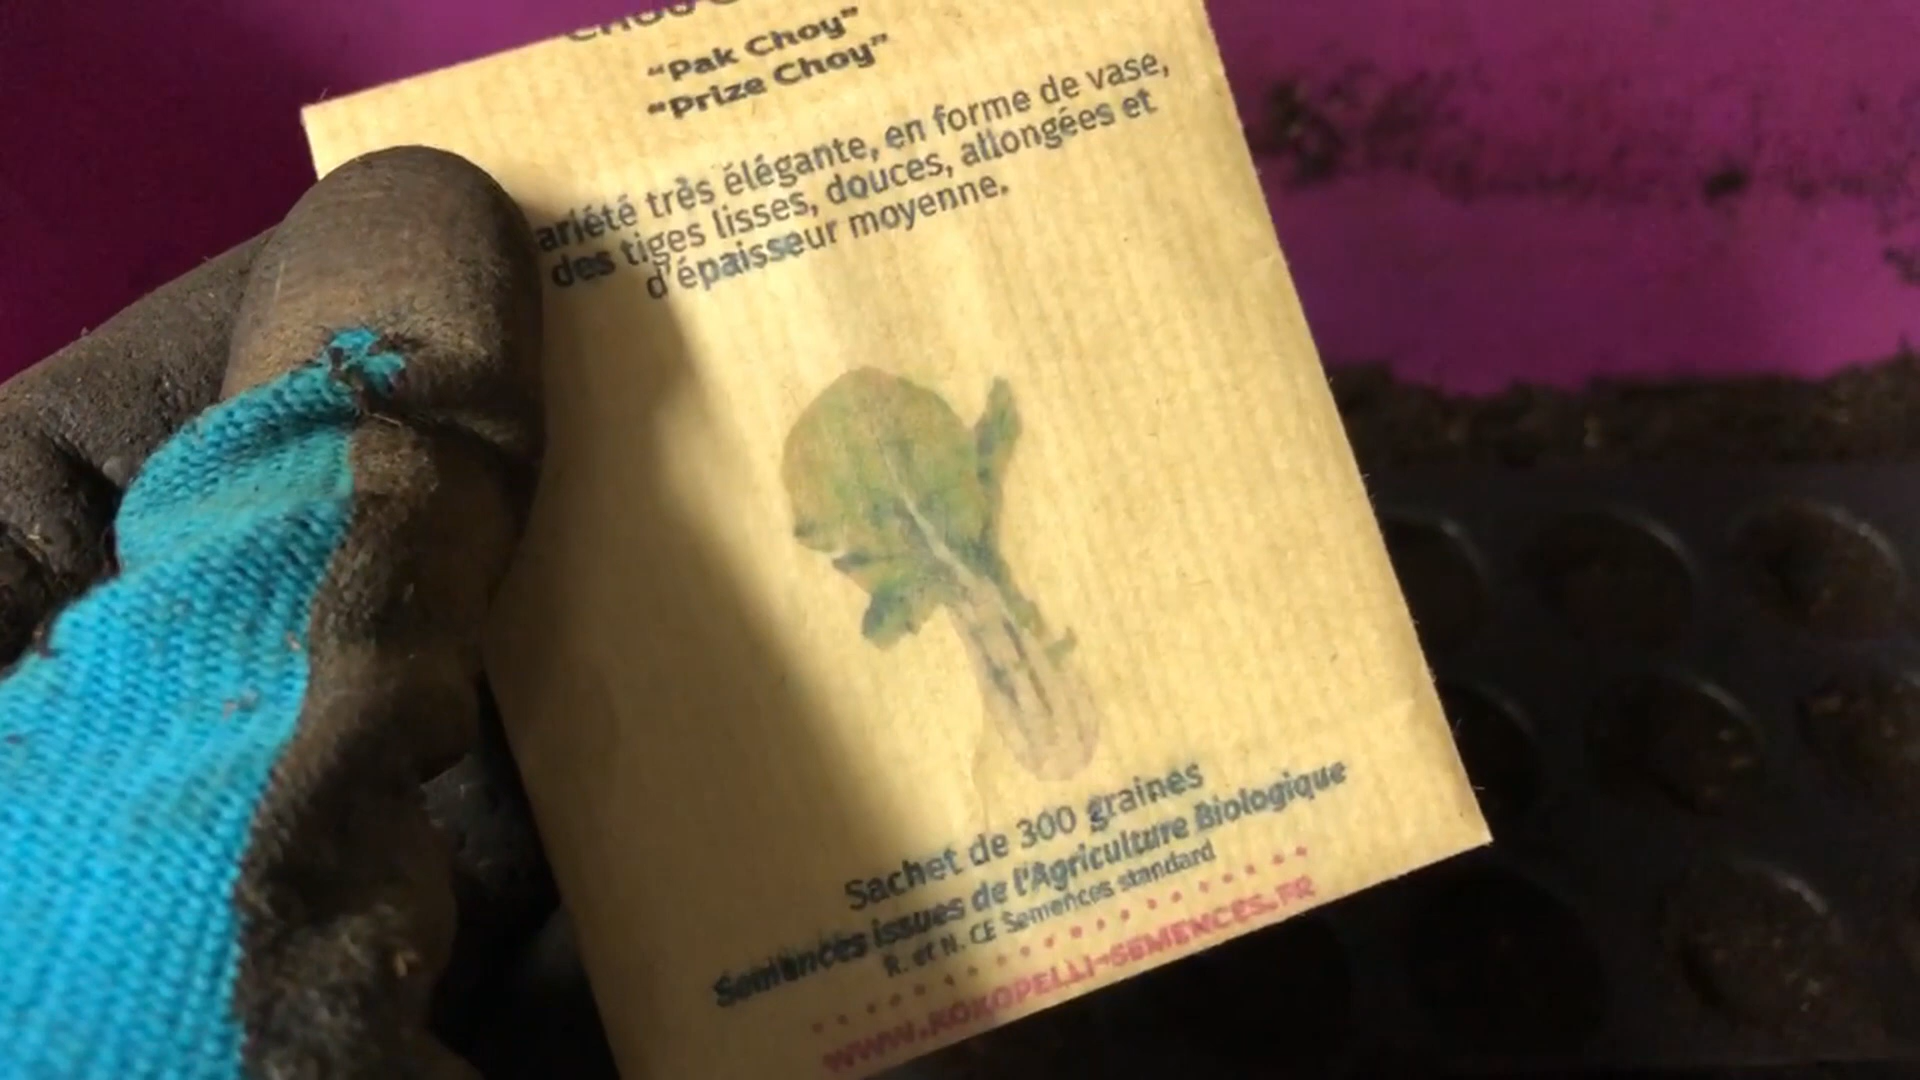 "Pak Choy"
"Prize Choy"
ariété très élégante, en forme de vase,
des tiges lisses, douces, allongées et
d'épaisseur moyenne.
Sachet de 300 graines
Semences issues de l'Agriculture Biologique
R. et N. CE Semences standard
WWW.KOKOPELLI-SEMENCES.FR